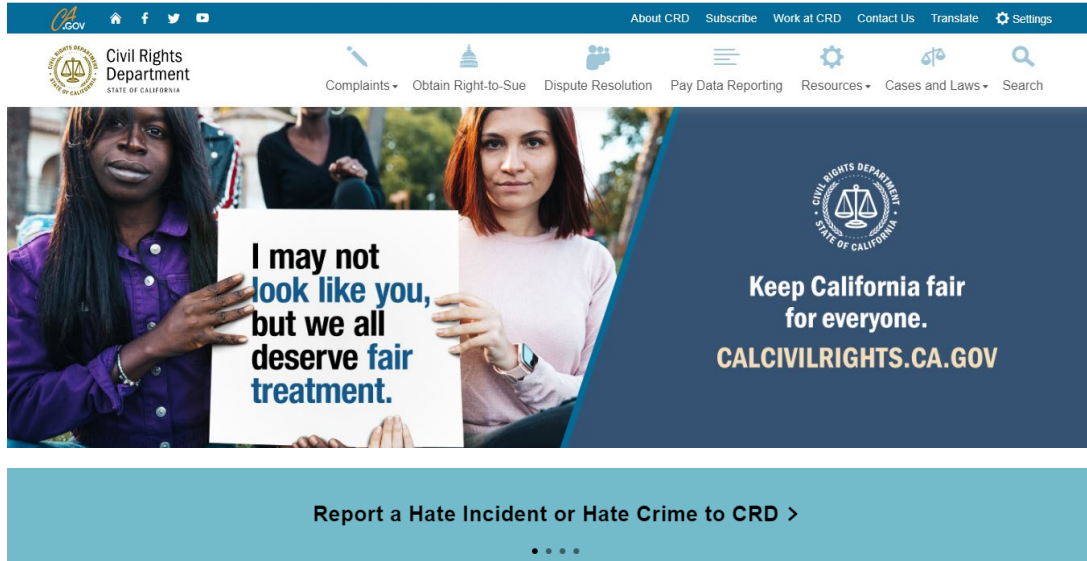 CA.GOV
About CRD Subscribe Work at CRD Contact Us Translate Settings
Civil Rights
Department
STATE OF CALIFORNIA
Complaints Obtain Right-to-Sue Dispute Resolution Pay Data Reporting Resources Cases and Laws Search
I may not
look like you,
but we all
deserve fair
treatment.
CIVIL RIGHTS DEPARTMENT
STATE OF CALIFORNIA
Keep California fair
for everyone.
CALCIVILRIGHTS.CA.GOV
Report a Hate Incident or Hate Crime to CRD >